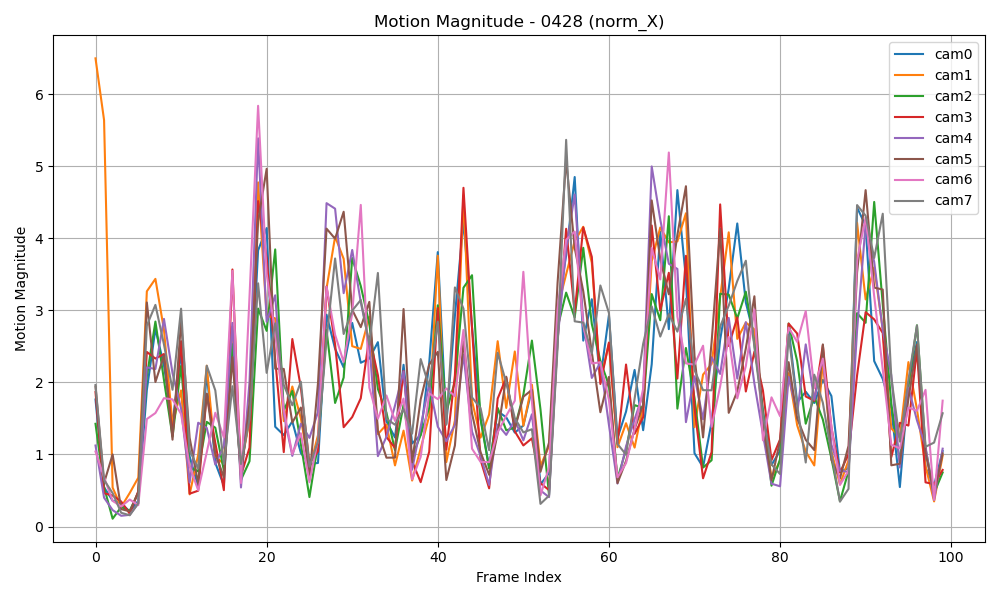 Motion Magnitude - 0428 (norm_X)
Motion Magnitude
6
5
4
3
2
1
0
0 20 40 60 80 100
Frame Index
cam0
cam1
cam2
cam3
cam4
cam5
cam6
cam7